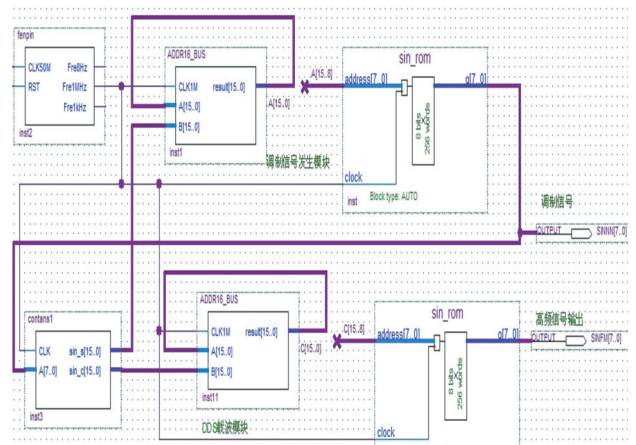 fenpin
CLK50M Fre8Hz
RST Fre1MHz
Fre1kHz
inst2
ADDR16_BUS
CLK1M result[15..0]
A[15..0]
B[15..0]
inst1
A[15..0]
A[15..8]
sin_rom
address[7..0] q[7..0]
8 bits
256 words
clock
inst
Block type: AUTO
调制信号发生模块
调制信号
OUTPUT SINNN[7..0]
contans1
CLK sin_s[15..0]
A[7..0] sin_c[15..0]
inst3
ADDR16_BUS
CLK1M result[15..0]
A[15..0]
B[15..0]
inst11
C[15..0]
C[15..8]
sin_rom
address[7..0] q[7..0]
8 bits
256 words
clock
DDS载波模块
高频信号输出
OUTPUT SINFM[7..0]